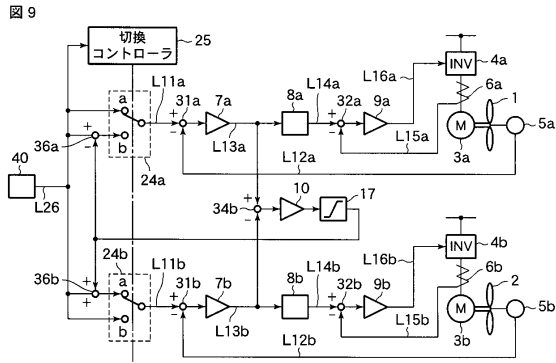 図 9
切換
コントローラ
25
INV
4a
L11a
31a
7a
8a
L14a
L16a
32a
9a
6a
1
a
b
+
−
36a
+
−
+
−
L13a
L15a
M
3a
5a
40
L26
24a
L12a
10
17
+
−
34b
24b
36b
+
+
a
b
L11b
31b
7b
8b
L14b
L16b
32b
9b
INV
4b
6b
2
+
−
+
−
L13b
L15b
M
3b
5b
L12b